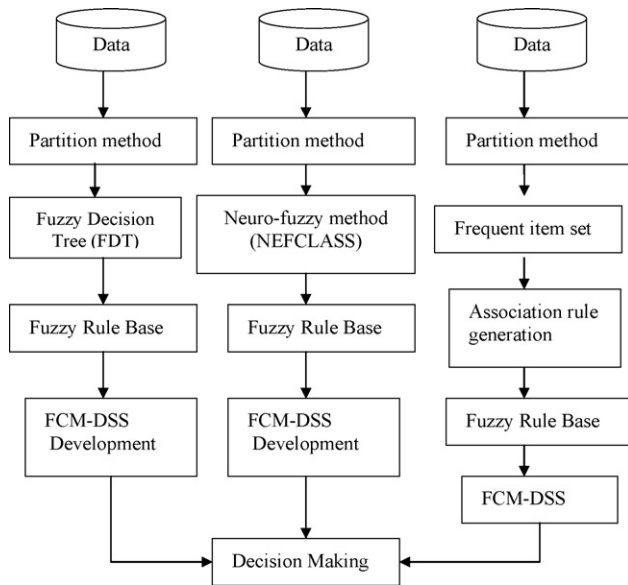 Data
Partition method
Fuzzy Decision
Tree (FDT)
Fuzzy Rule Base
FCM-DSS
Development
Data
Partition method
Neuro-fuzzy method
(NEFCLASS)
Fuzzy Rule Base
FCM-DSS
Development
Data
Partition method
Frequent item set
Association rule
generation
Fuzzy Rule Base
FCM-DSS
Decision Making